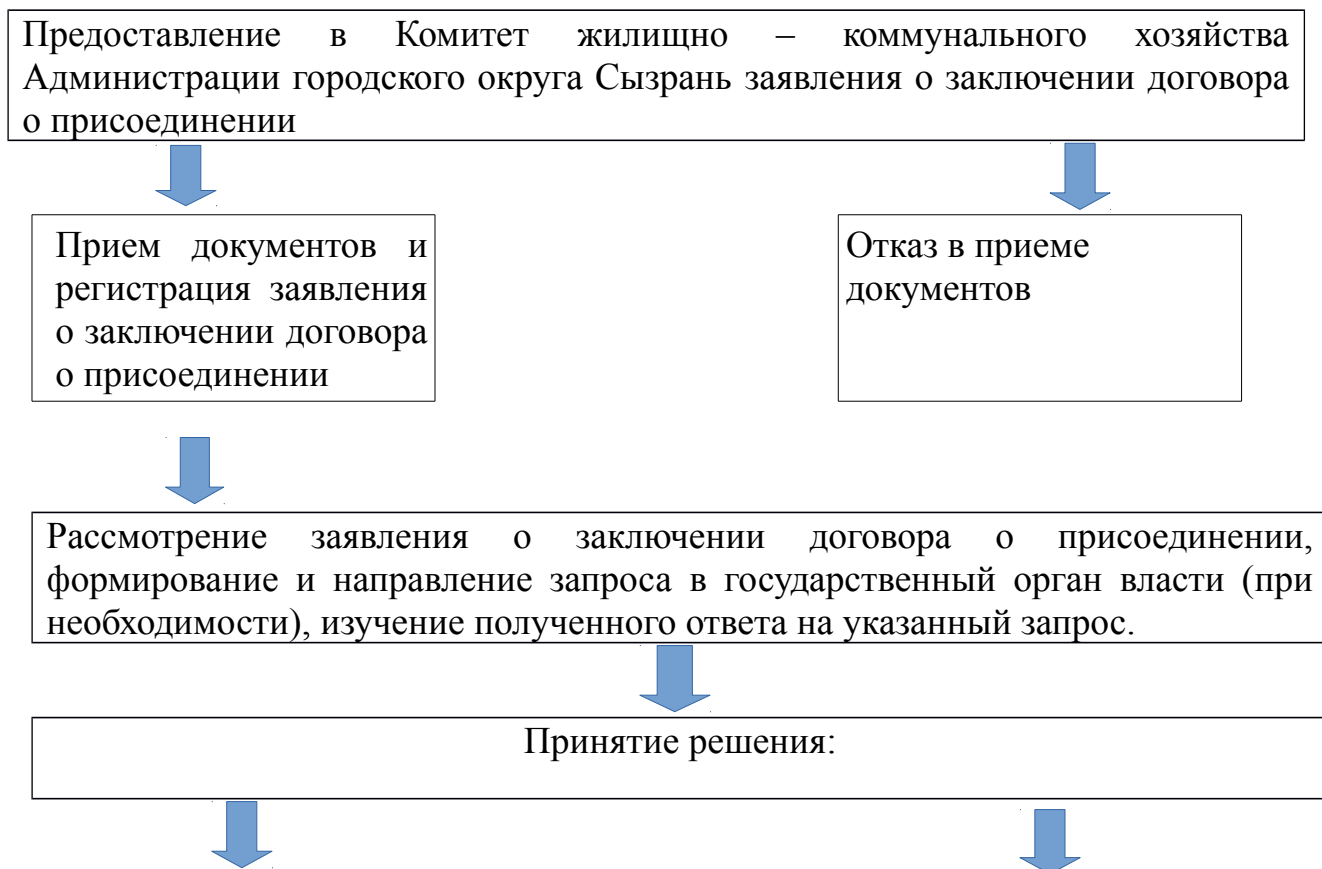 Предоставление в Комитет жилищно – коммунального хозяйства
Администрации городского округа Сызрань заявления о заключении договора
о присоединении
Прием документов и
регистрация заявления
о заключении договора
о присоединении
Отказ в приеме
документов
Рассмотрение заявления о заключении договора о присоединении,
формирование и направление запроса в государственный орган власти (при
необходимости), изучение полученного ответа на указанный запрос.
Принятие решения: